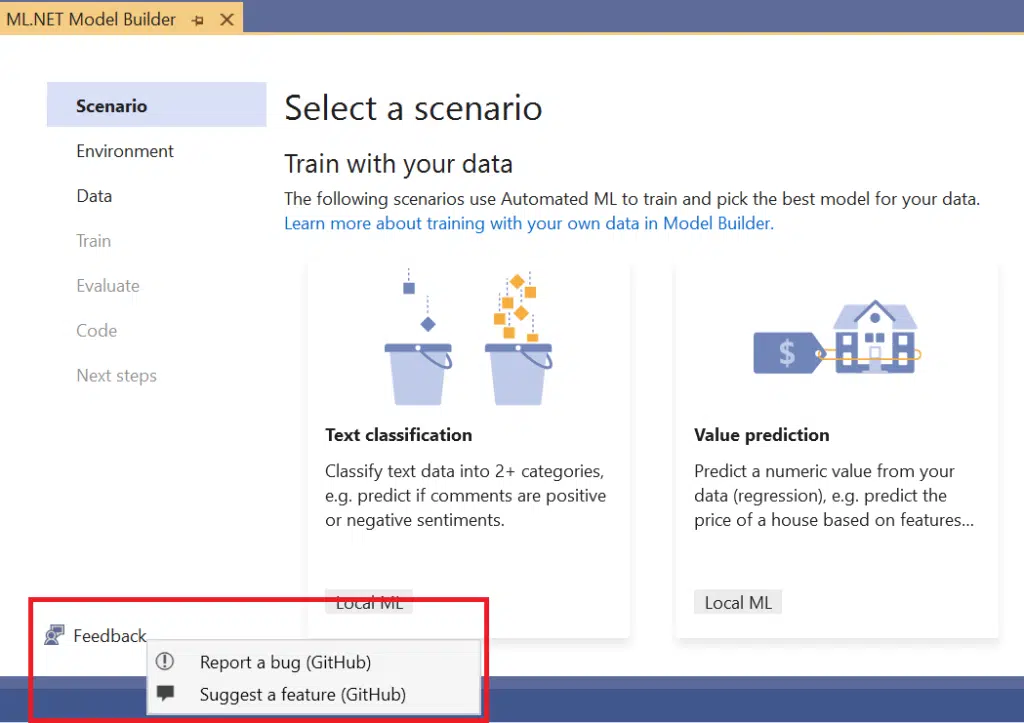 ML.NET Model Builder
Scenario
Environment
Data
Train
Evaluate
Code
Next steps
Select a scenario
Train with your data
The following scenarios use Automated ML to train and pick the best model for your data.
Learn more about training with your own data in Model Builder.
Text classification
Classify text data into 2+ categories,
e.g. predict if comments are positive
or negative sentiments.
Local ML
$
Value prediction
Predict a numeric value from your
data (regression), e.g. predict the
price of a house based on features...
Local ML
Feedback
Report a bug (GitHub)
Suggest a feature (GitHub)